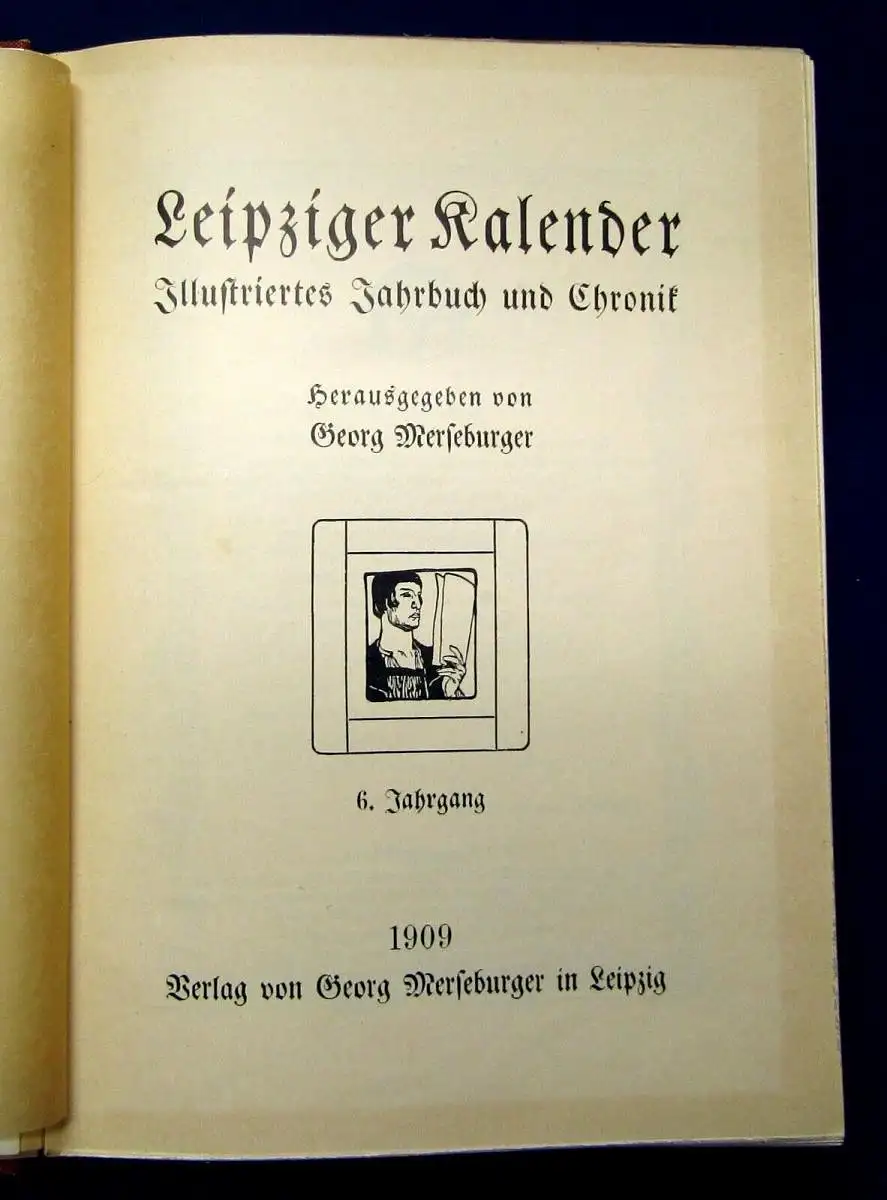 Leipziger Kalender
Illuſtriertes Jahrbuch und Chronik
Herausgegeben von
Georg Merſeburger
6. Jahrgang
1909
Verlag von Georg Merſeburger in Leipzig